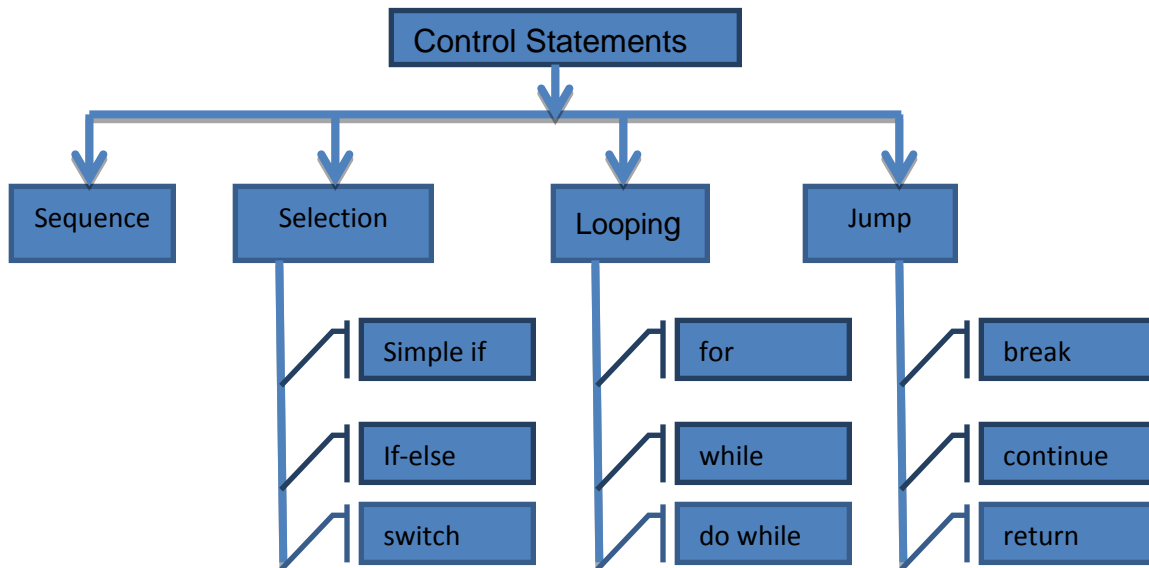 Control Statements
Sequence
Selection
Looping
Jump
Simple if
for
break
If-else
while
continue
switch
do while
return